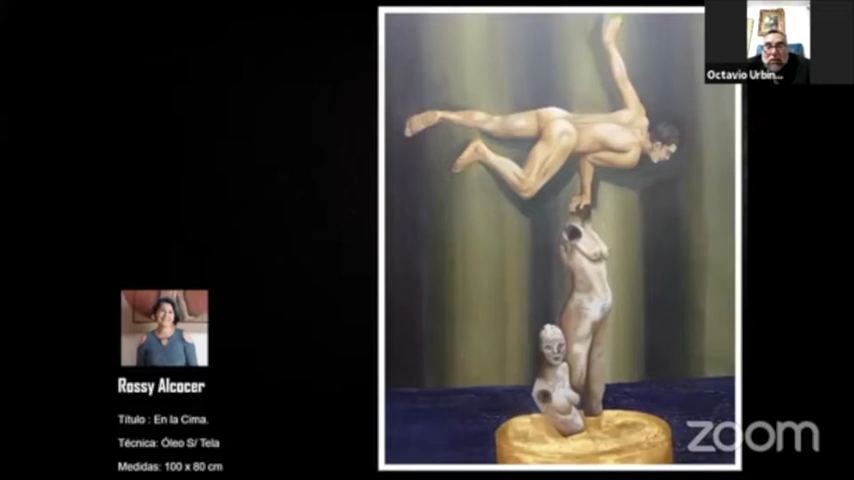 Octavio Urbin...
Rossy Alcocer
Título : En la Cima.
Técnica: Óleo S/ Tela
Medidas: 100 x 80 cm
zoom